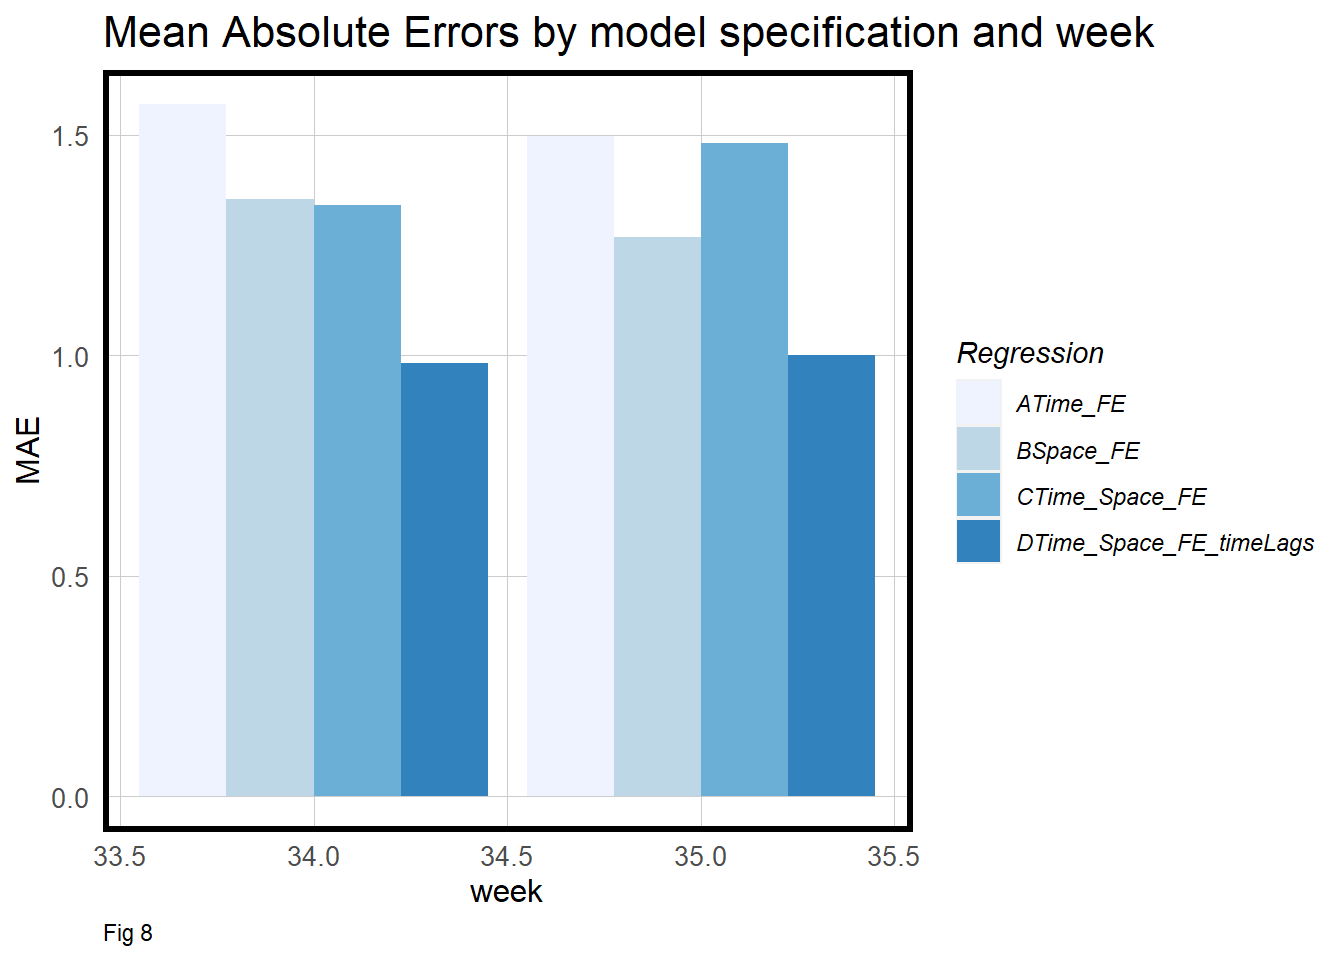 Mean Absolute Errors by model specification and week
1.5
1.0
0.5
0.0
MAE
33.5 34.0 34.5 35.0 35.5
week
Regression
ATime_FE
BSpace_FE
CTime_Space_FE
DTime_Space_FE_timeLags
Fig 8